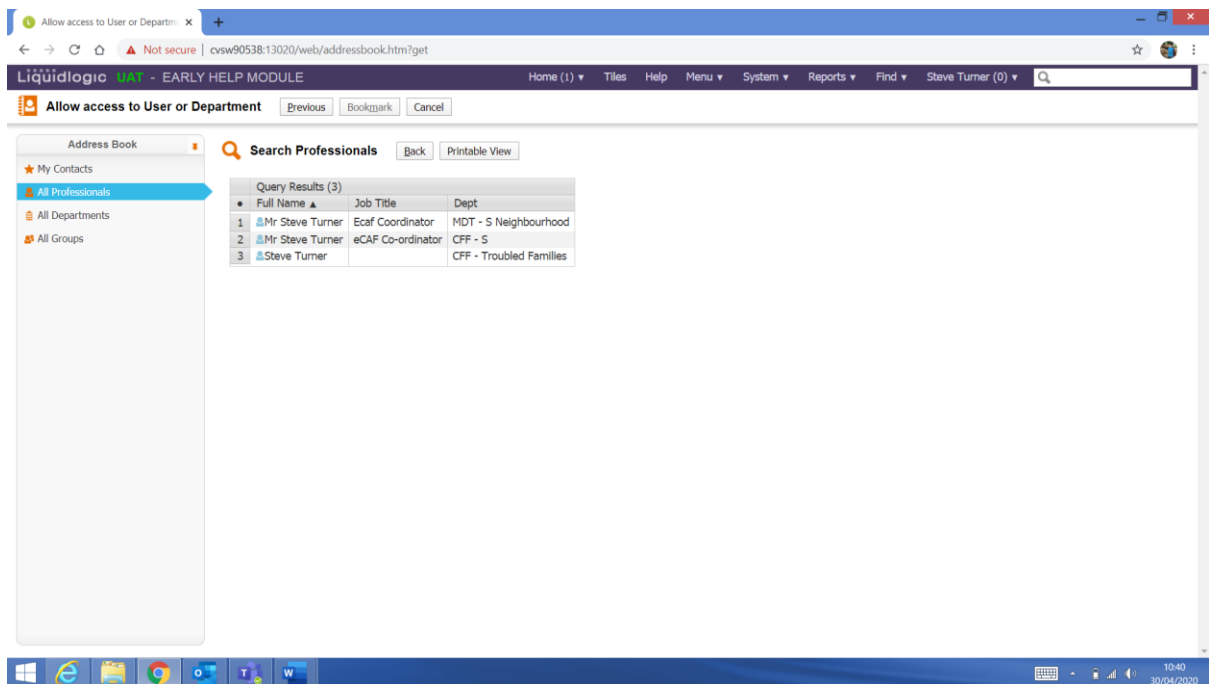 Allow access to User or Departm
Not secure | cvsw90538:13020/web/addressbook.htm?get
Liquidlogic UAT - EARLY HELP MODULE Home (1) ▾ Tiles Help Menu ▾ System ▾ Reports ▾ Find ▾ Steve Turner (0) ▾
Allow access to User or Department Previous Bookmark Cancel
Address Book
My Contacts
All Professionals
All Departments
All Groups
Search Professionals Back Printable View
Query Results (3)
• Full Name ▲ Job Title Dept
1 Mr Steve Turner Ecaf Coordinator MDT - S Neighbourhood
2 Mr Steve Turner eCAF Co-ordinator CFF - S
3 Steve Turner CFF - Troubled Families
10:40
30/04/2020